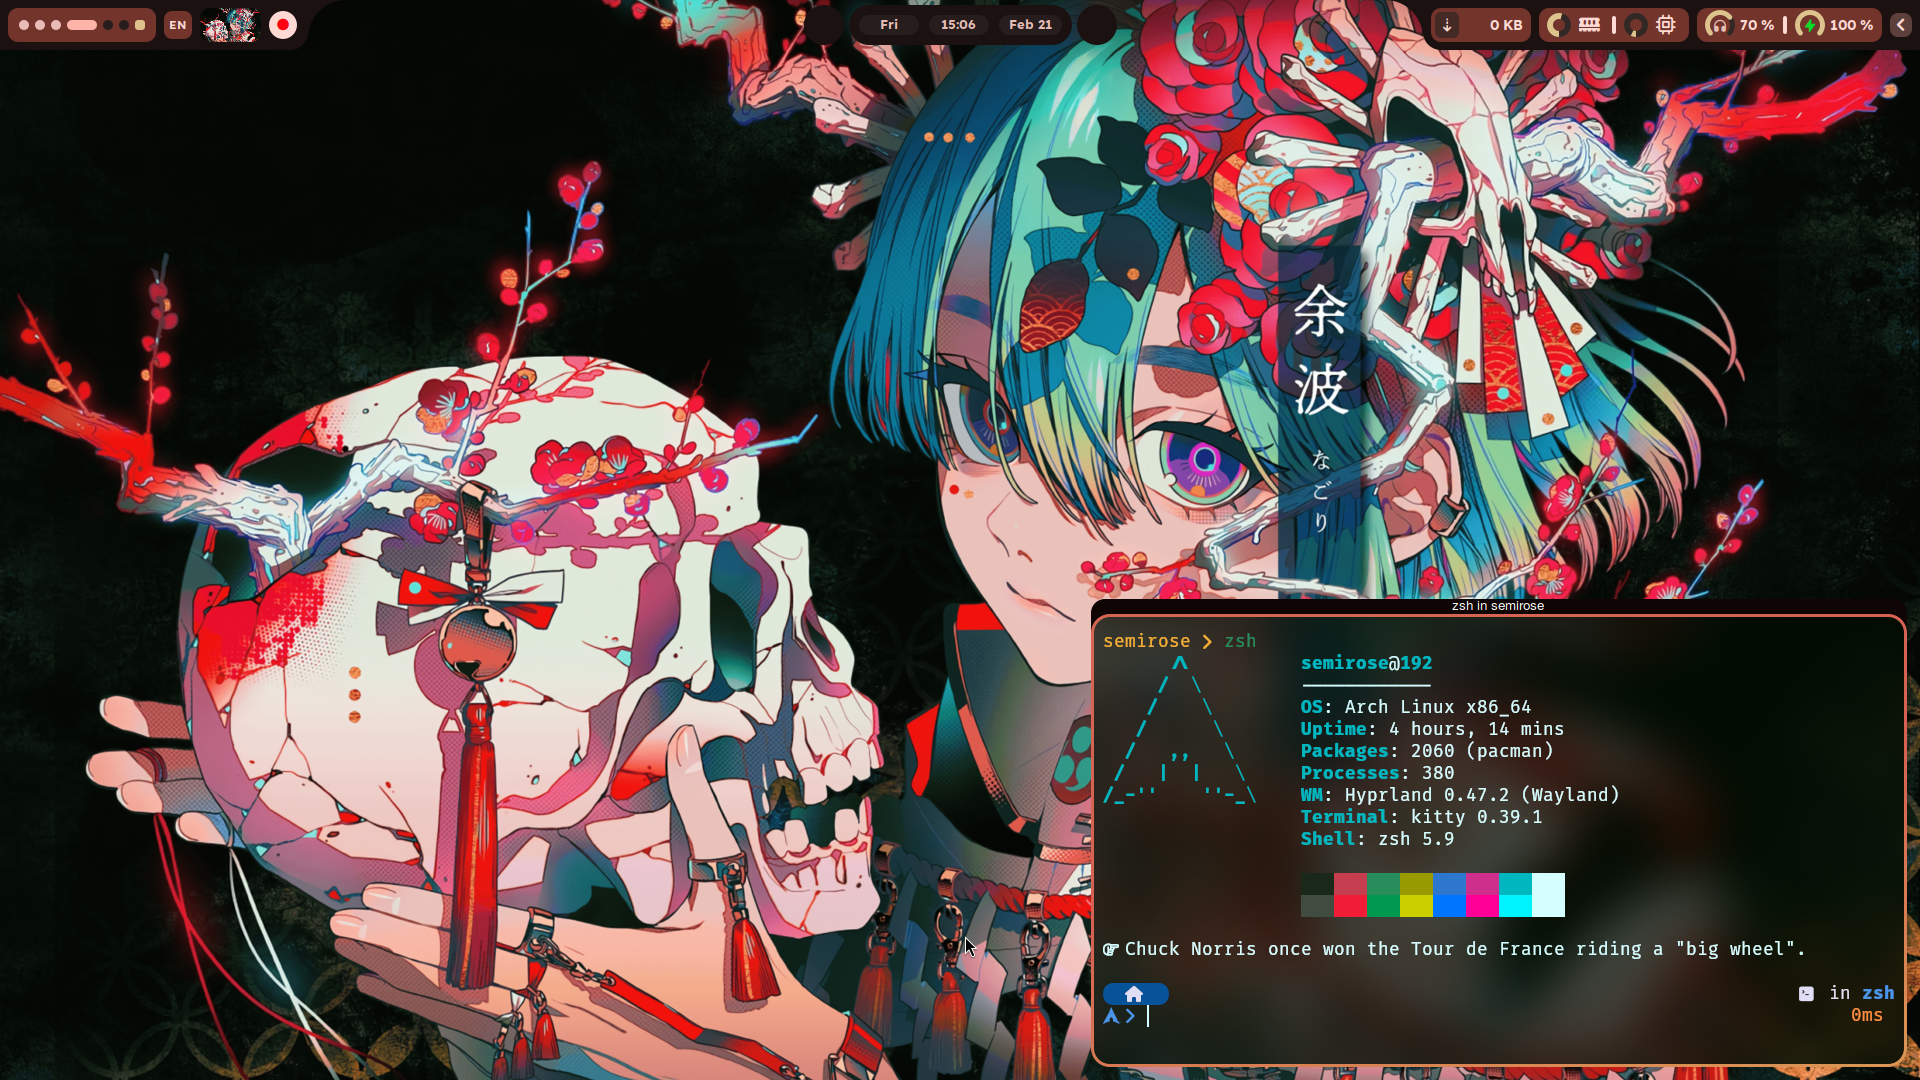 EN
Fri
15:06
Feb 21
0 KB
70 %
100 %
余波
なごり
zsh in semirose
semirose > zsh
semirose@192
OS: Arch Linux x86_64
Uptime: 4 hours, 14 mins
Packages: 2060 (pacman)
Processes: 380
WM: Hyprland 0.47.2 (Wayland)
Terminal: kitty 0.39.1
Shell: zsh 5.9
☞ Chuck Norris once won the Tour de France riding a "big wheel".
in zsh
0ms